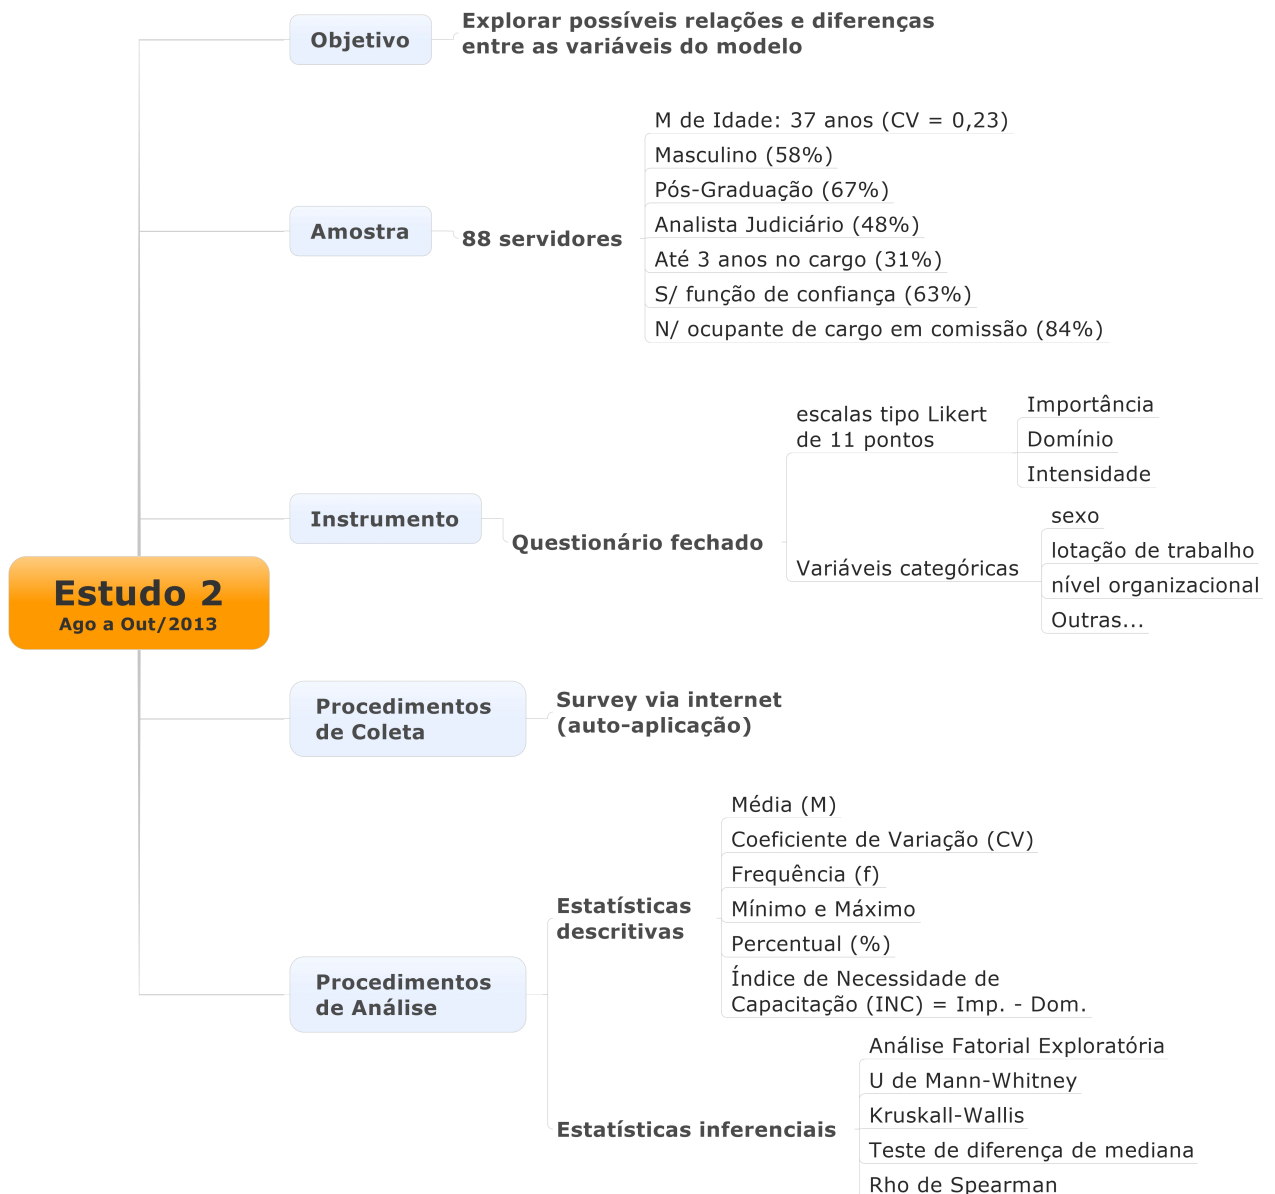 Estudo 2
Ago a Out/2013
Objetivo
Explorar possíveis relações e diferenças
entre as variáveis do modelo
Amostra
88 servidores
M de Idade: 37 anos (CV = 0,23)
Masculino (58%)
Pós-Graduação (67%)
Analista Judiciário (48%)
Até 3 anos no cargo (31%)
S/ função de confiança (63%)
N/ ocupante de cargo em comissão (84%)
Instrumento
Questionário fechado
escalas tipo Likert
de 11 pontos
Importância
Domínio
Intensidade
Variáveis categóricas
sexo
lotação de trabalho
nível organizacional
Outras...
Procedimentos
de Coleta
Survey via internet
(auto-aplicação)
Procedimentos
de Análise
Estatísticas
descritivas
Média (M)
Coeficiente de Variação (CV)
Frequência (f)
Mínimo e Máximo
Percentual (%)
Índice de Necessidade de
Capacitação (INC) = Imp. - Dom.
Estatísticas inferenciais
Análise Fatorial Exploratória
U de Mann-Whitney
Kruskall-Wallis
Teste de diferença de mediana
Rho de Spearman